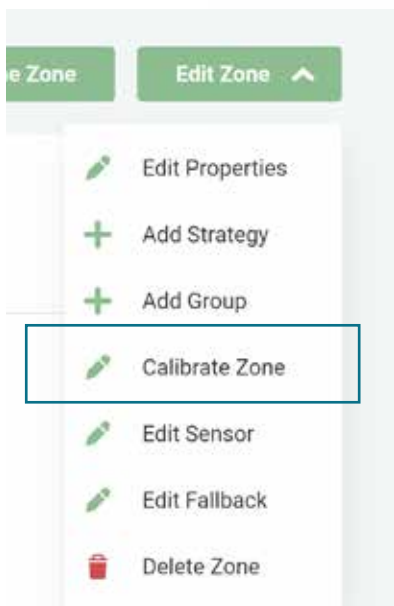 e Zone
Edit Zone
Edit Properties
Add Strategy
Add Group
Calibrate Zone
Edit Sensor
Edit Fallback
Delete Zone